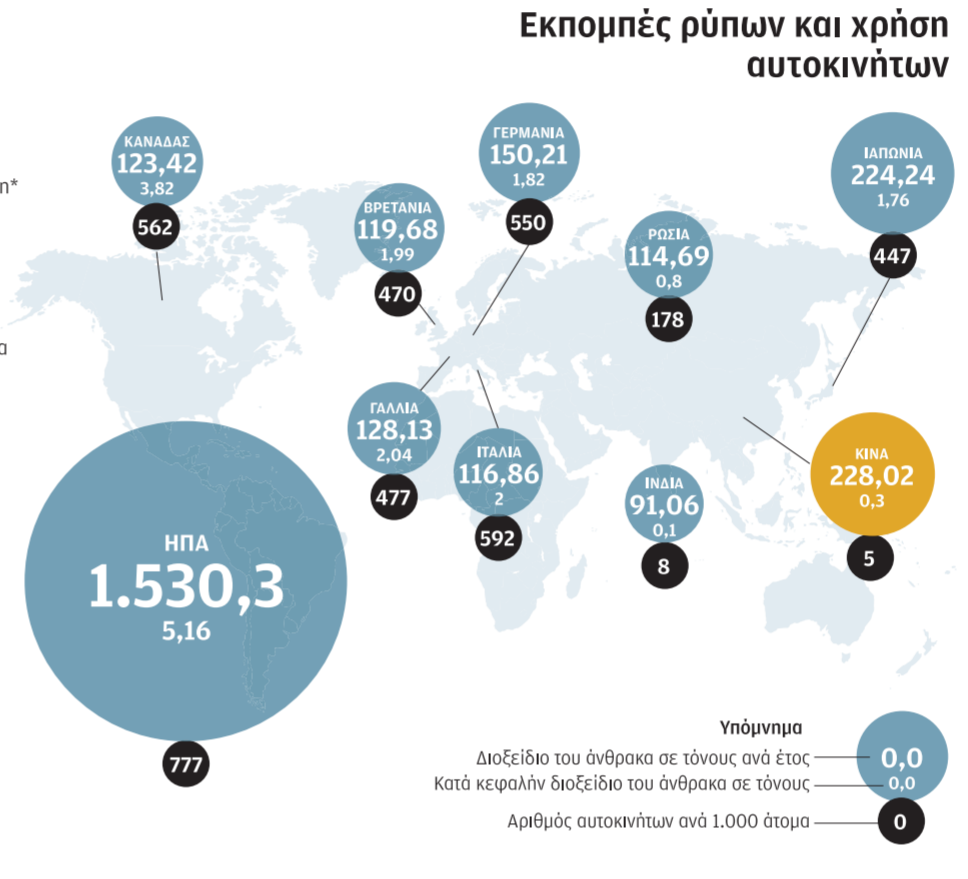 Εκπομπές ρύπων και χρήση
αυτοκινήτων
ΚΑΝΑΔΑΣ
123,42
3,82
562
η*
ΒΡΕΤΑΝΙΑ
119,68
1,99
470
ΓΕΡΜΑΝΙΑ
150,21
1,82
550
ΡΩΣΙΑ
114,69
0,8
178
ΙΑΠΩΝΙΑ
224,24
1,76
447
α
ΓΑΛΛΙΑ
128,13
2,04
477
ΙΤΑΛΙΑ
116,86
2
592
ΙΝΔΙΑ
91,06
0,1
8
ΚΙΝΑ
228,02
0,3
5
ΗΠΑ
1.530,3
5,16
777
Υπόμνημα
Διοξείδιο του άνθρακα σε τόνους ανά έτος
0,0
Κατά κεφαλήν διοξείδιο του άνθρακα σε τόνους
0,0
Αριθμός αυτοκινήτων ανά 1.000 άτομα
0